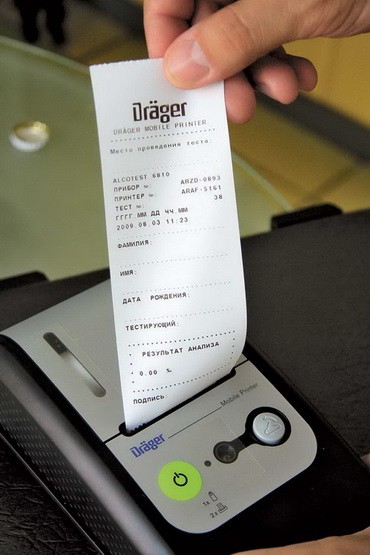 Dräger
DRÄGER MOBILE PRINTER
Место проведения теста:
ALCOTEST 6810
ПРИБОР №: ARZD-0893
ПРИНТЕР №: ARAF-5161
ТЕСТ №: 38
ГГГГ.ММ.ДД ЧЧ:ММ
2009.08.03 11:23
ФАМИЛИЯ:
ИМЯ:
ДАТА РОЖДЕНИЯ:
ТЕСТИРУЮЩИЙ:
РЕЗУЛЬТАТ АНАЛИЗА
0.00 ‰
ПОДПИСЬ:
Dräger
Mobile Printer
1x
2x